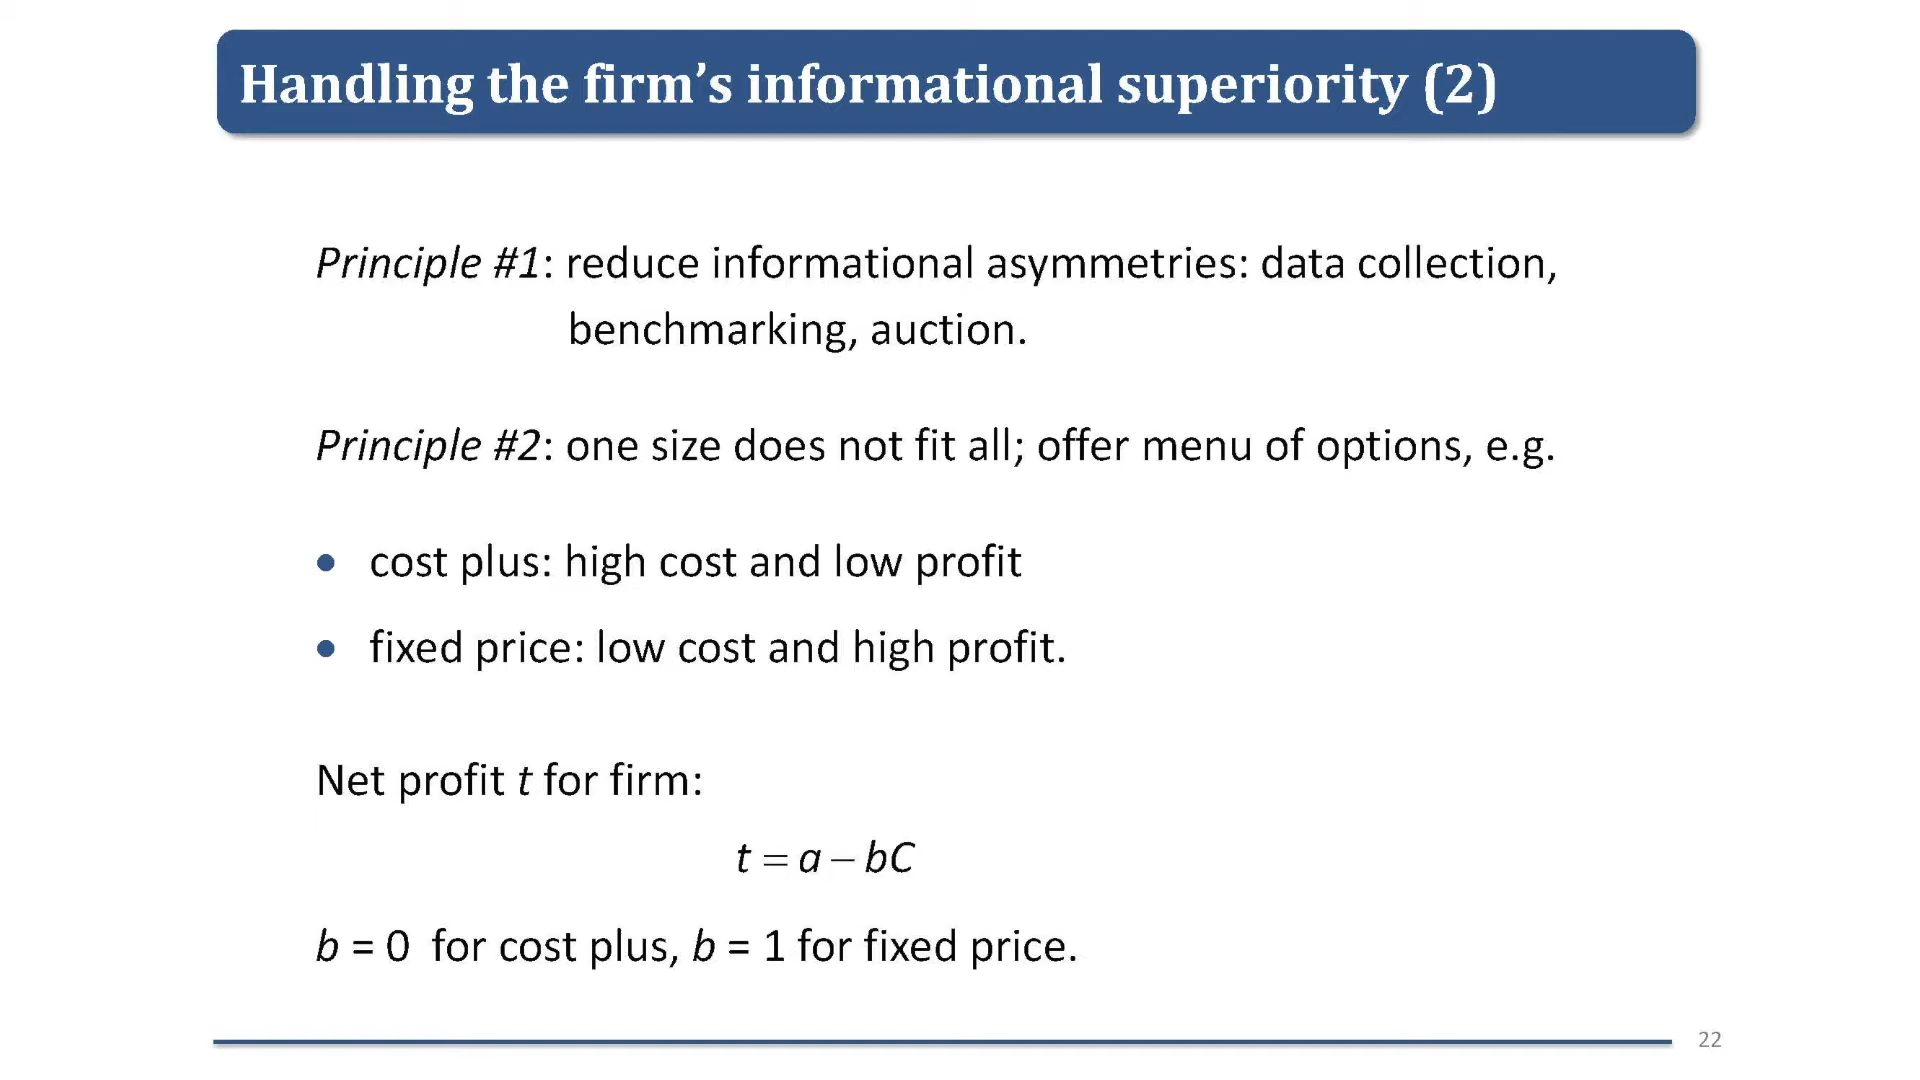 Handling the firm’s informational superiority (2)
Principle #1: reduce informational asymmetries: data collection,
benchmarking, auction.
Principle #2: one size does not fit all; offer menu of options, e.g.
• cost plus: high cost and low profit
• fixed price: low cost and high profit.
Net profit t for firm:
t = a – bC
b = 0 for cost plus, b = 1 for fixed price.
22